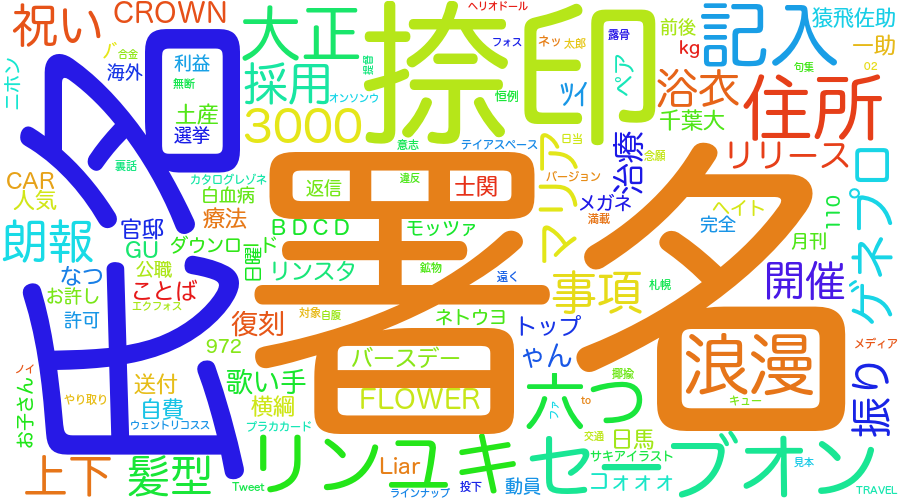 祝い
CROWN
大正
ヘリオドール
捺印
記入
猿飛佐助
一助
02
ニホン
合金
海外
利益
採用
無断
オンソンウ
3000
フォス
ネッ
太郎
露骨
前後
kg
ペア
ツイ
恒例
浴衣
千葉大
住所
句集
土産
選挙
名出
裏話
意志
テイアスペース
日当
マリア
治療
念願
リリース
CAR
人気
カタログレゾネ
白血病
療法
返信
違反
士関
署名
バージョン
メガネ
満載
ヘイト
完全
110
ゲネプロ
朗報
官邸
GU
ダウンロード
BDCD
モッツァ
月刊
日曜
リンスタ
鉱物
遠く
事項
札幌
開催
なつ
公職
お許し
ことば
エクフォス
許可
復刻
対象
自腹
ネトウヨ
トップ
972
バースデー
ゃん
浪漫
メディア
ノイ
お子さん
やり取り
送付
歌い手
FLOWER
六つ
揶揄
キュー
振り
自費
横綱
ウェントリコスス
プラカカード
ファ
to
交通
日馬
サキアイラスト
見本
上下
髪型
リンユキ
Liar
セーブオン
コォォォ
Tweet
ラインナップ
投下
動員
TRAVEL